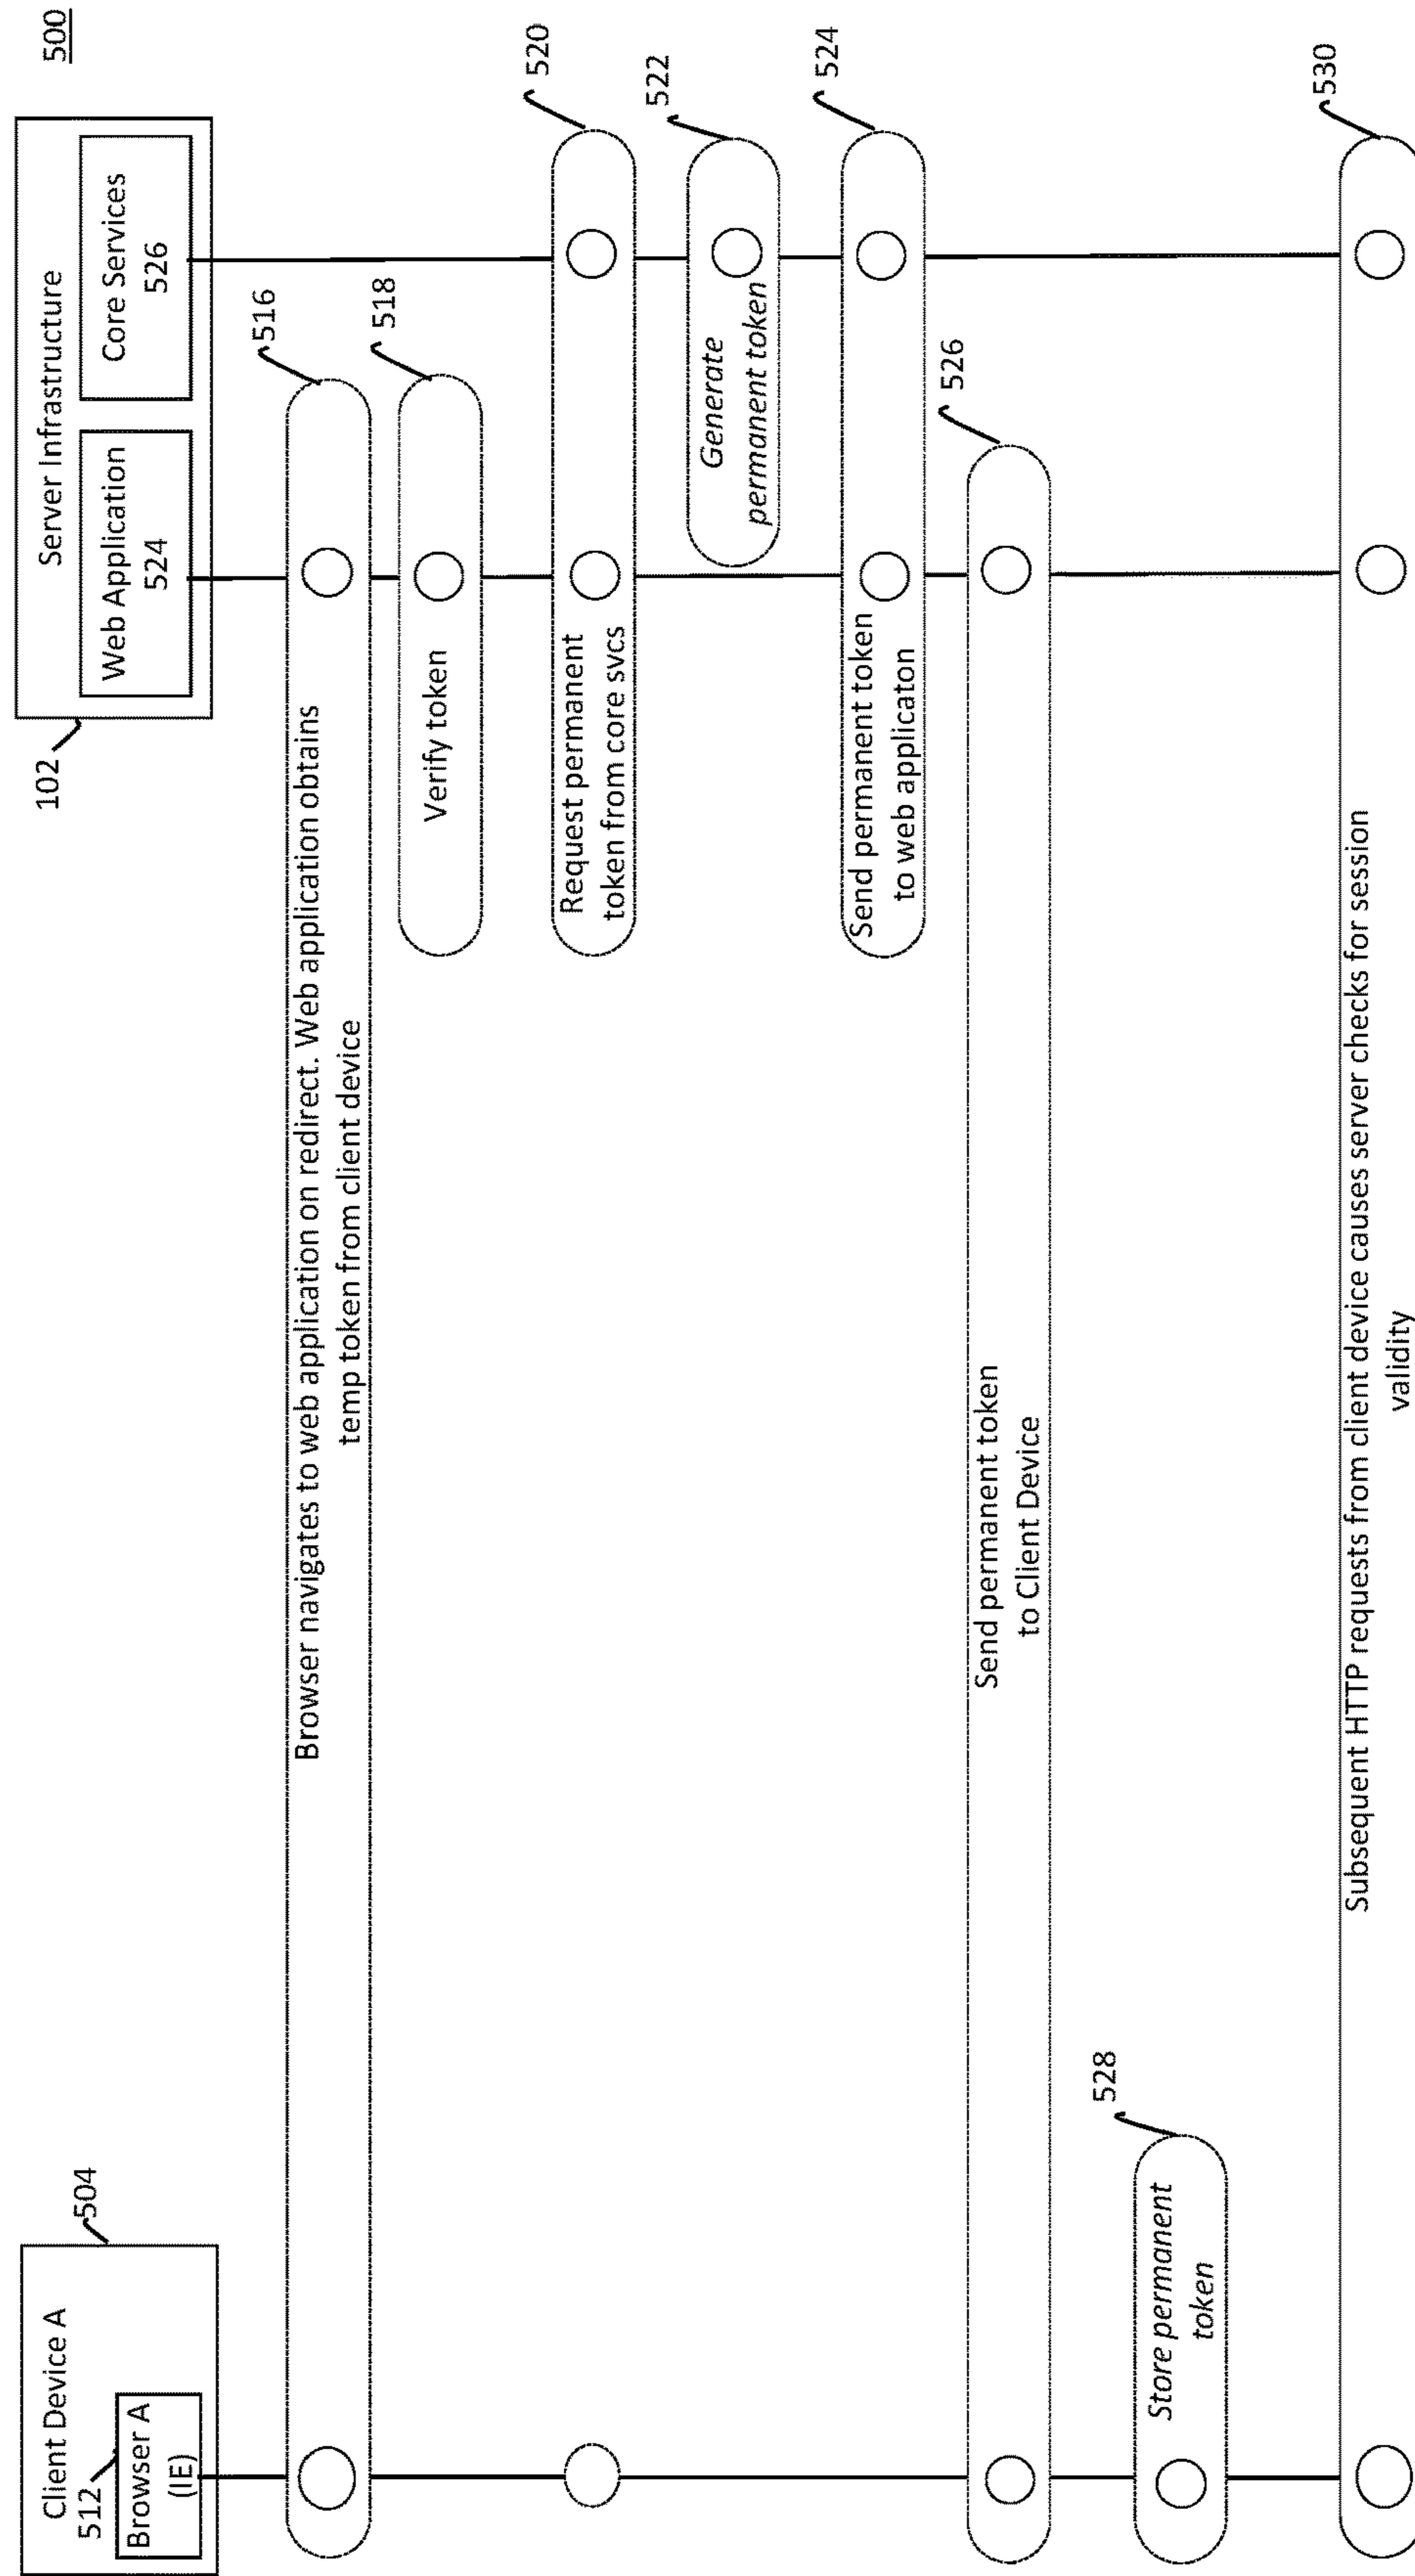 500
Client Device A
504
512
Browser A
(IE)
102
Server Infrastructure
Web Application
524
Core Services
526
516
Browser navigates to web application on redirect. Web application obtains
temp token from client device
518
Verify token
520
Request permanent
token from core svcs
522
Generate
permanent token
524
Send permanent token
to web applicaton
526
Send permanent token
to Client Device
528
Store permanent
token
530
Subsequent HTTP requests from client device causes server checks for session
validity